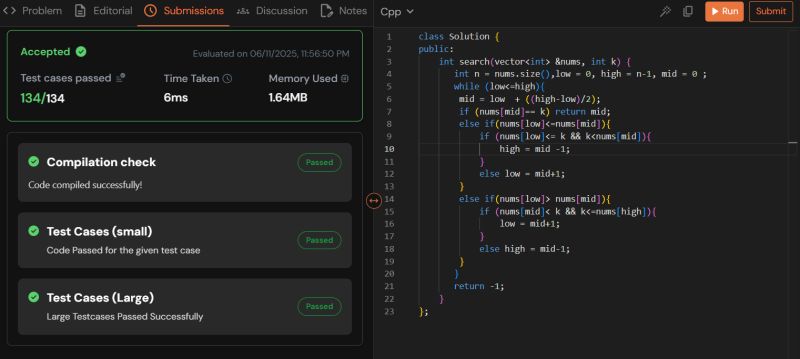 Problem Editorial Submissions Discussion Notes
Accepted
Evaluated on 06/11/2025, 11:56:50 PM
Test cases passed
134/134
Time Taken
6ms
Memory Used
1.64MB
Compilation check
Passed
Code compiled successfully!
Test Cases (small)
Passed
Code Passed for the given test case
Test Cases (Large)
Passed
Large Testcases Passed Successfully
Cpp Run Submit
1 class Solution {
2 public:
3 int search(vector<int> &nums, int k) {
4 int n = nums.size(),low = 0, high = n-1, mid = 0 ;
5 while (low<=high){
6 mid = low + ((high-low)/2);
7 if (nums[mid]== k) return mid;
8 else if(nums[low]<=nums[mid]){
9 if (nums[low]<= k && k<nums[mid]){
10 high = mid -1;
11 }
12 else low = mid+1;
13 }
14 else if(nums[low]> nums[mid]){
15 if (nums[mid]< k && k<=nums[high]){
16 low = mid+1;
17 }
18 else high = mid-1;
19 }
20 }
21 return -1;
22 }
23 };